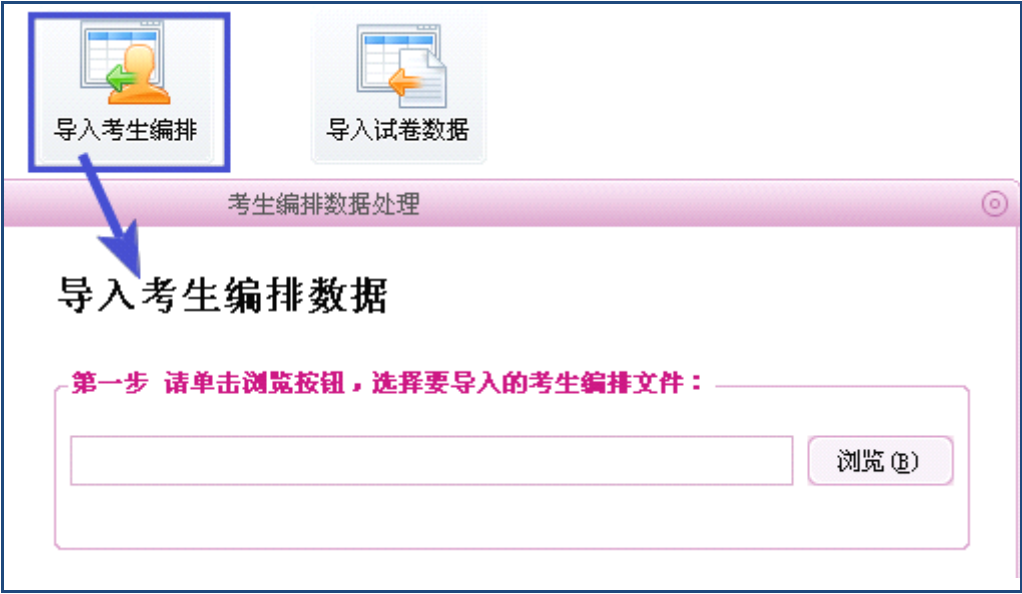 导入考生编排
导入试卷数据
考生编排数据处理
导入考生编排数据
第一步 请单击浏览按钮，选择要导入的考生编排文件：
浏览(B)